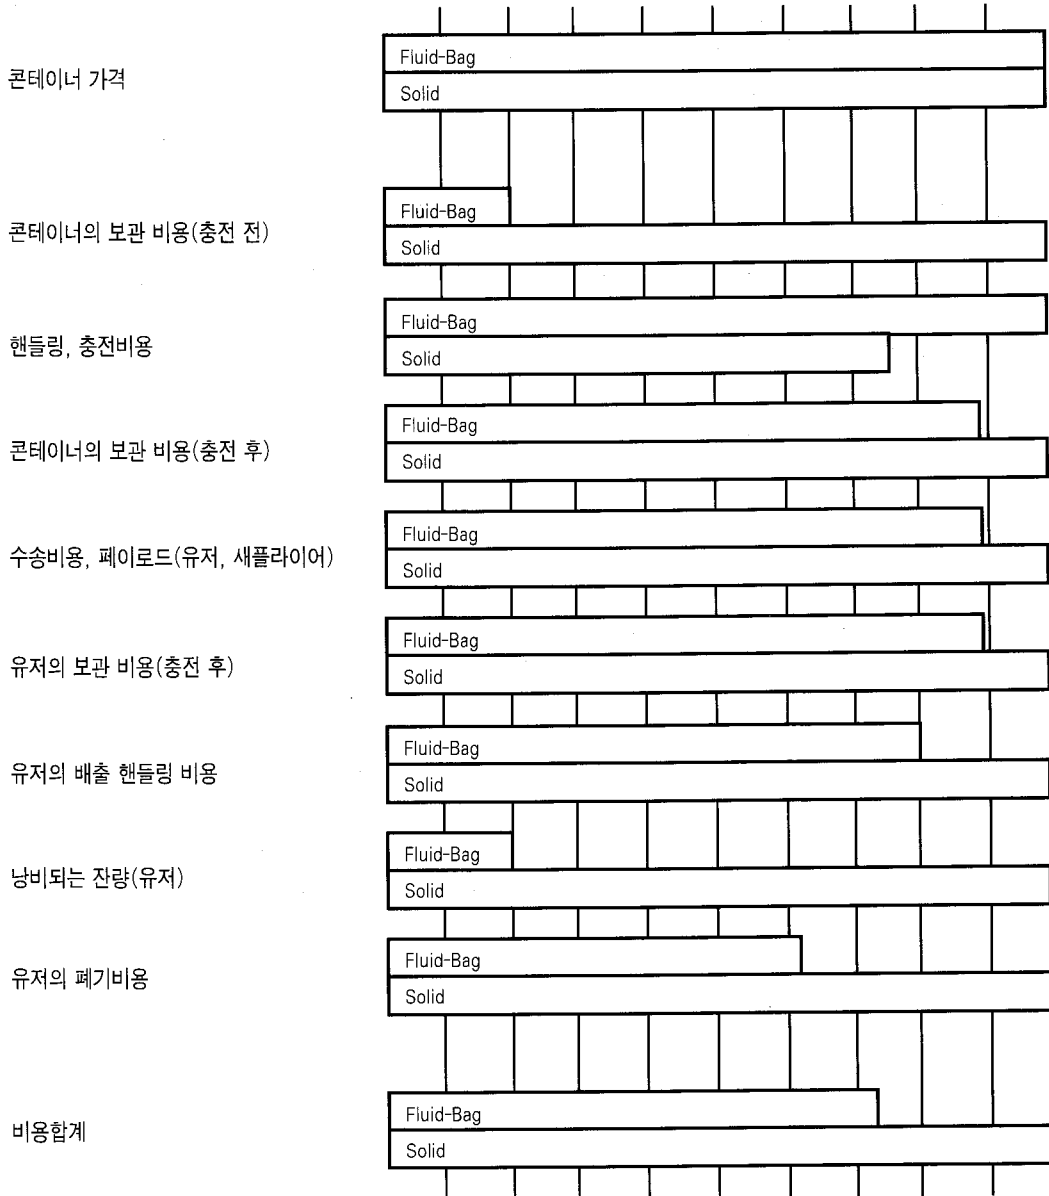 콘테이너 가격
Fluid-Bag
Solid
콘테이너의 보관 비용(충전 전)
Fluid-Bag
Solid
핸들링, 충전비용
Fluid-Bag
Solid
콘테이너의 보관 비용(충전 후)
Fluid-Bag
Solid
수송비용, 페이로드(유저, 새플라이어)
Fluid-Bag
Solid
유저의 보관 비용(충전 후)
Fluid-Bag
Solid
유저의 배출 핸들링 비용
Fluid-Bag
Solid
낭비되는 잔량(유저)
Fluid-Bag
Solid
유저의 폐기비용
Fluid-Bag
Solid
비용합계
Fluid-Bag
Solid